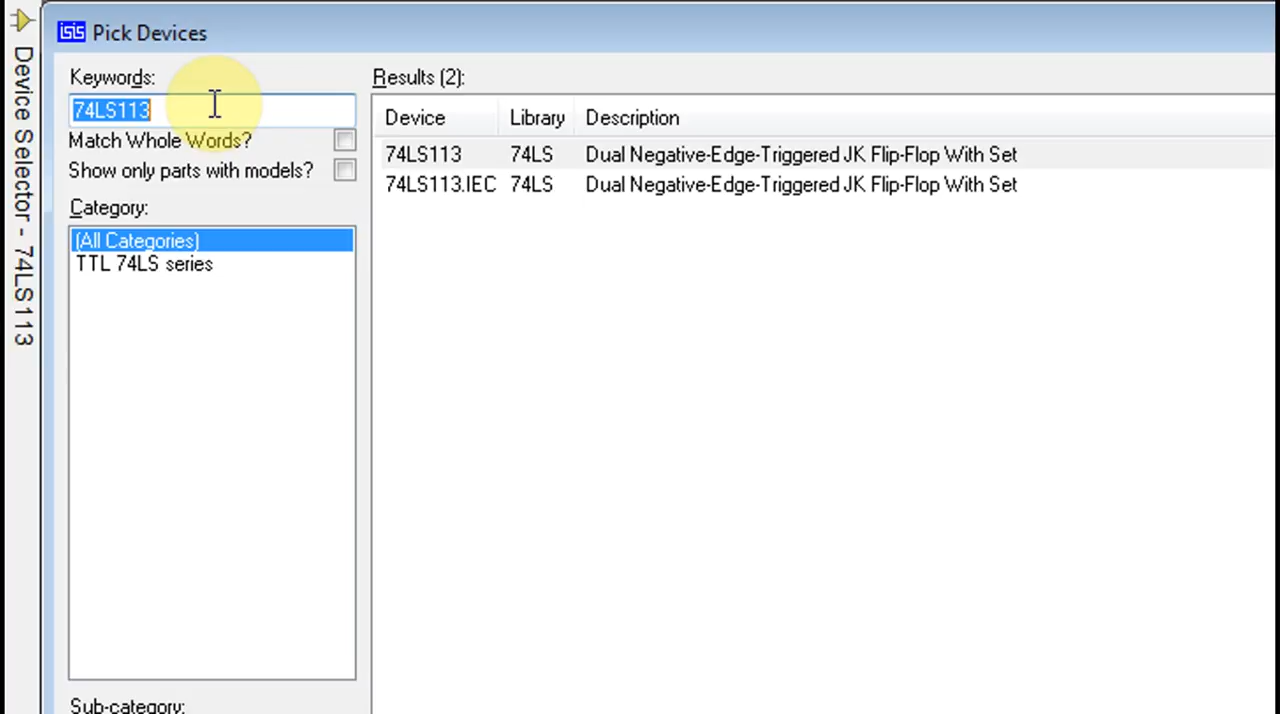 isis Pick Devices
Device Selector - 74LS113
Keywords:
74LS113
Match Whole Words?
Show only parts with models?
Category:
(All Categories)
TTL 74LS series
Sub-category:
Results (2):
Device Library Description
74LS113 74LS Dual Negative-Edge-Triggered JK Flip-Flop With Set
74LS113.IEC 74LS Dual Negative-Edge-Triggered JK Flip-Flop With Set